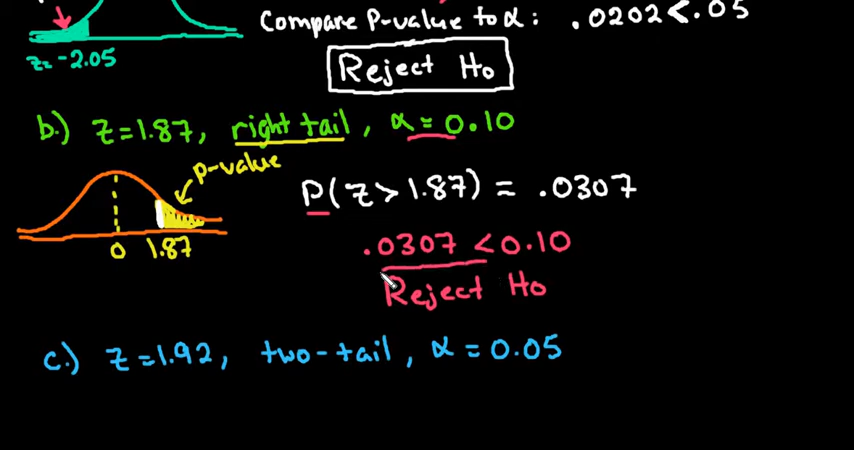 Compare P-value to α: .0202 < .05
z=-2.05
Reject Ho
b.) z=1.87, right tail, α = 0.10
p-value
P(z > 1.87) = .0307
0 1.87
.0307 < 0.10
Reject Ho
c.) z=1.92, two-tail, α = 0.05